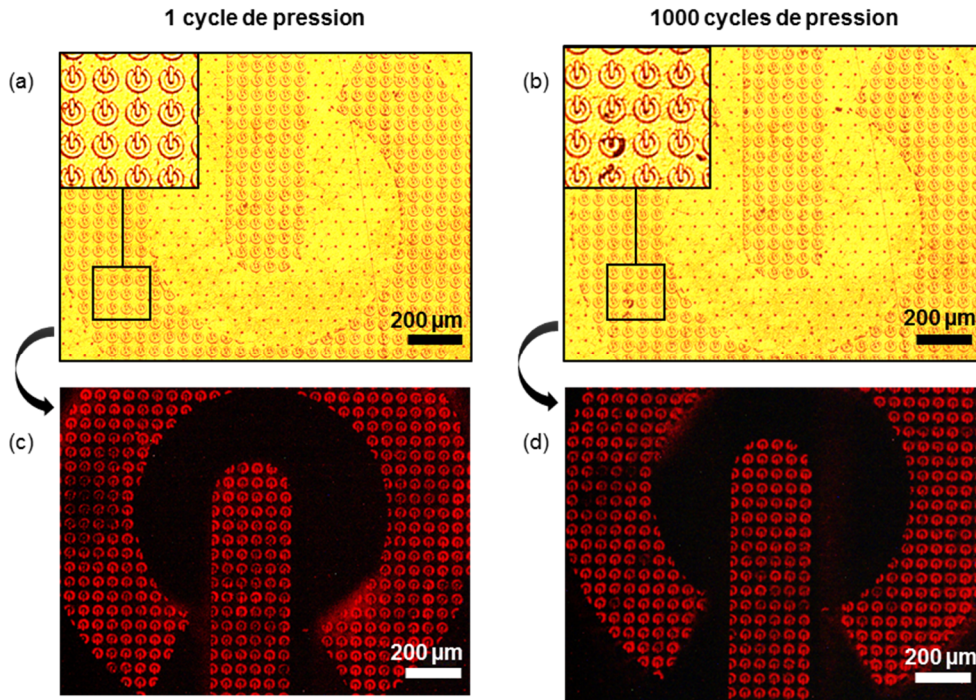 1 cycle de pression
1000 cycles de pression
(a)
(b)
200 µm
200 µm
(c)
(d)
200 µm
200 µm